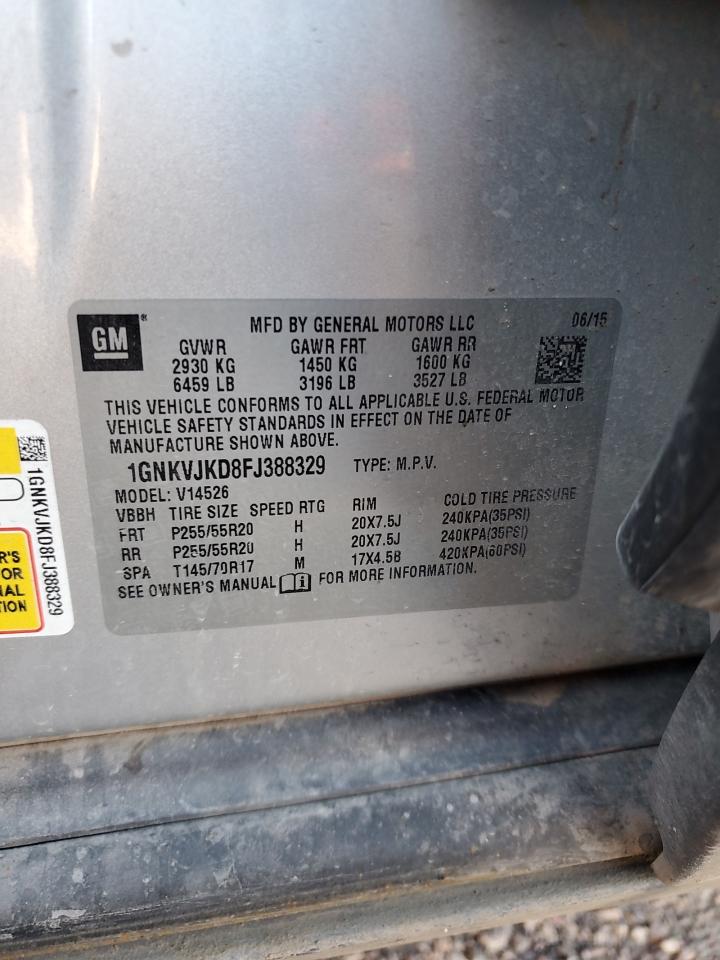 GM®
MFD BY GENERAL MOTORS LLC 06/15
GVWR GAWR FRT GAWR RR
2930 KG 1450 KG 1600 KG
6459 LB 3196 LB 3527 LB
THIS VEHICLE CONFORMS TO ALL APPLICABLE U.S. FEDERAL MOTOR
VEHICLE SAFETY STANDARDS IN EFFECT ON THE DATE OF
MANUFACTURE SHOWN ABOVE.
1GNKVJKD8FJ388329 TYPE: M.P.V.
MODEL: V14526
VBBH TIRE SIZE SPEED RTG RIM COLD TIRE PRESSURE
FRT P255/55R20 H 20X7.5J 240KPA(35PSI)
RR P255/55R20 H 20X7.5J 240KPA(35PSI)
SPA T145/70R17 M 17X4.5B 420KPA(60PSI)
SEE OWNER'S MANUAL i FOR MORE INFORMATION.
1GNKVJKD8FJ388329
R'S
OR
NAL
TION